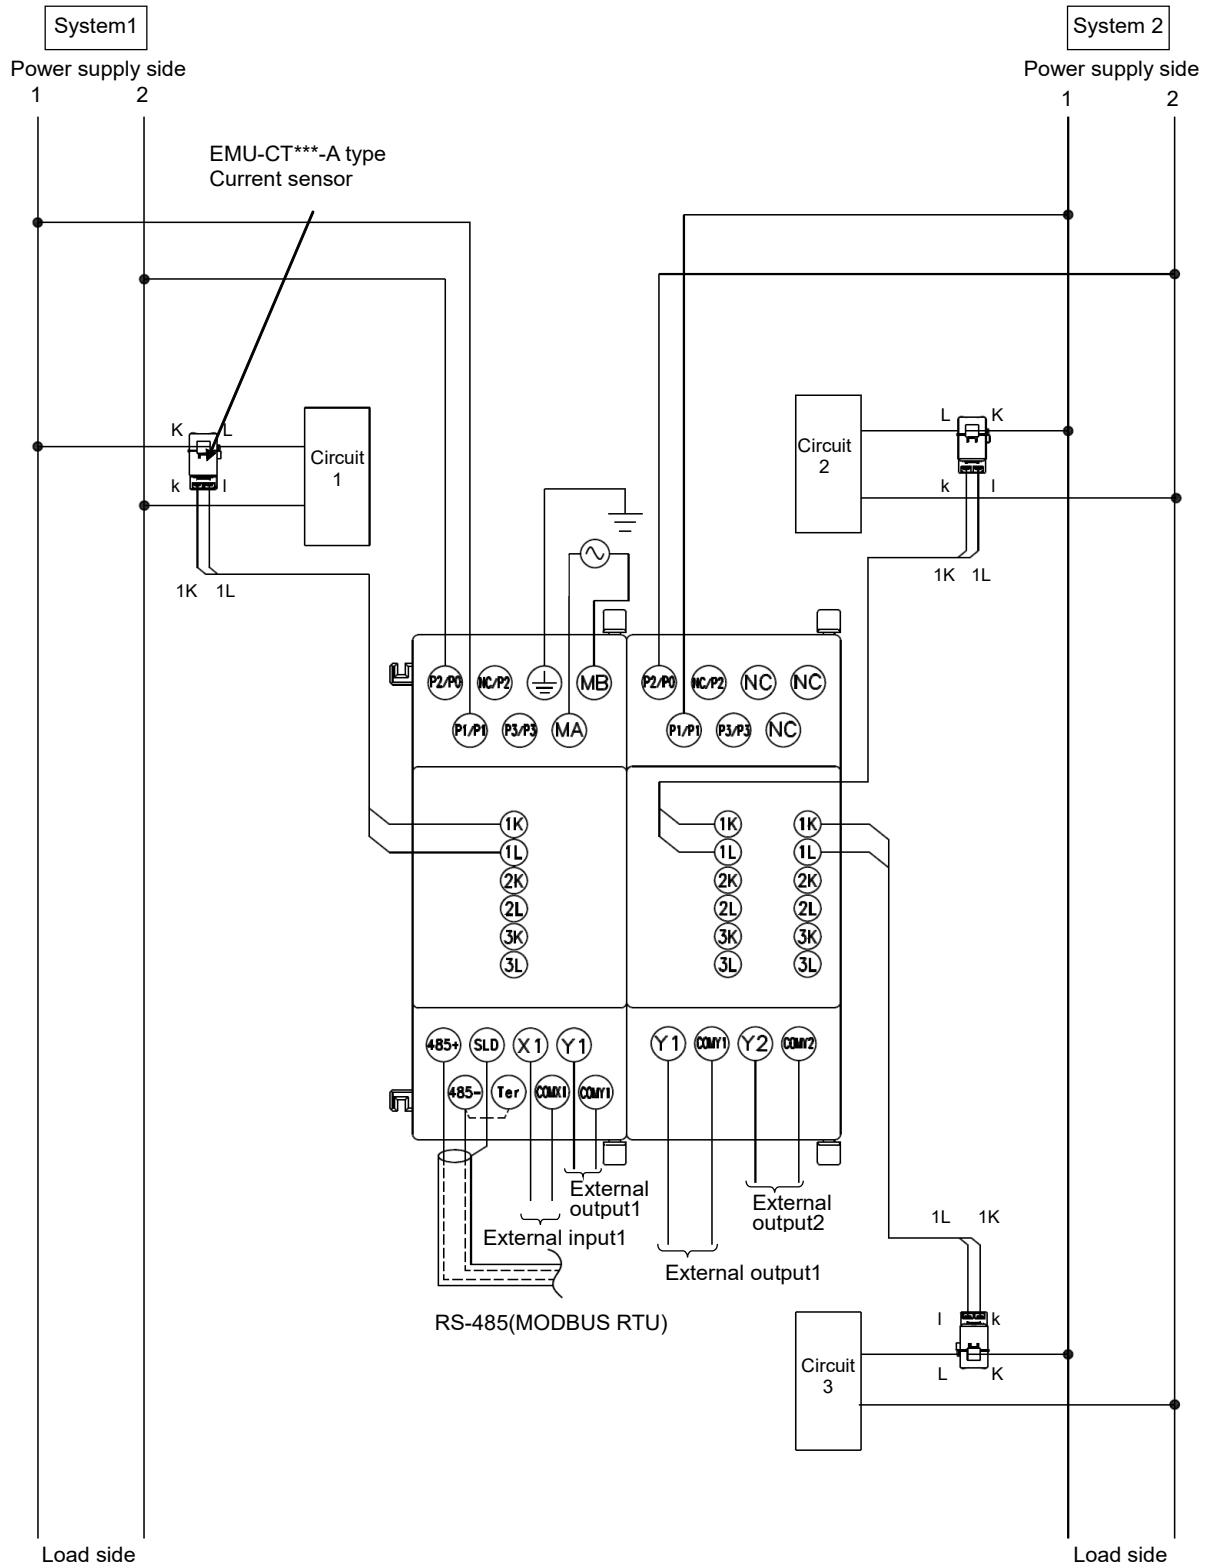 System1
System 2
Power supply side
Power supply side
1
2
1
2
EMU-CT***-A type
Current sensor
K
L
Circuit
1
k
l
1K
1L
L
K
Circuit
2
k
l
1K
1L
P2/P0
NC/P2
MB
P2/P0
NC/P2
NC
NC
P1/P1
P3/P3
MA
P1/P1
P3/P3
NC
1K
1L
2K
2L
3K
3L
1K
1L
2K
2L
3K
3L
1K
1L
2K
2L
3K
3L
485+
SLD
X1
Y1
Y1
COMY1
Y2
COMY2
485-
Ter
COMX1
COMY1
External
output1
External input1
External
output2
External output1
RS-485(MODBUS RTU)
1L
1K
l
k
Circuit
3
L
K
Load side
Load side